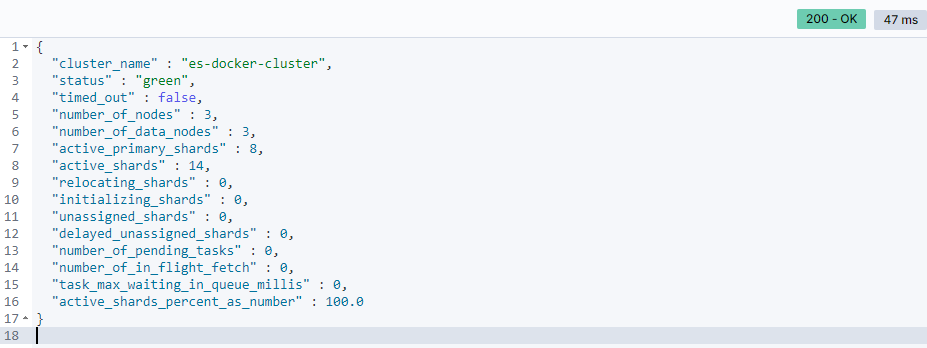 200 - OK 47 ms
1 {
2 "cluster_name" : "es-docker-cluster",
3 "status" : "green",
4 "timed_out" : false,
5 "number_of_nodes" : 3,
6 "number_of_data_nodes" : 3,
7 "active_primary_shards" : 8,
8 "active_shards" : 14,
9 "relocating_shards" : 0,
10 "initializing_shards" : 0,
11 "unassigned_shards" : 0,
12 "delayed_unassigned_shards" : 0,
13 "number_of_pending_tasks" : 0,
14 "number_of_in_flight_fetch" : 0,
15 "task_max_waiting_in_queue_millis" : 0,
16 "active_shards_percent_as_number" : 100.0
17 }
18